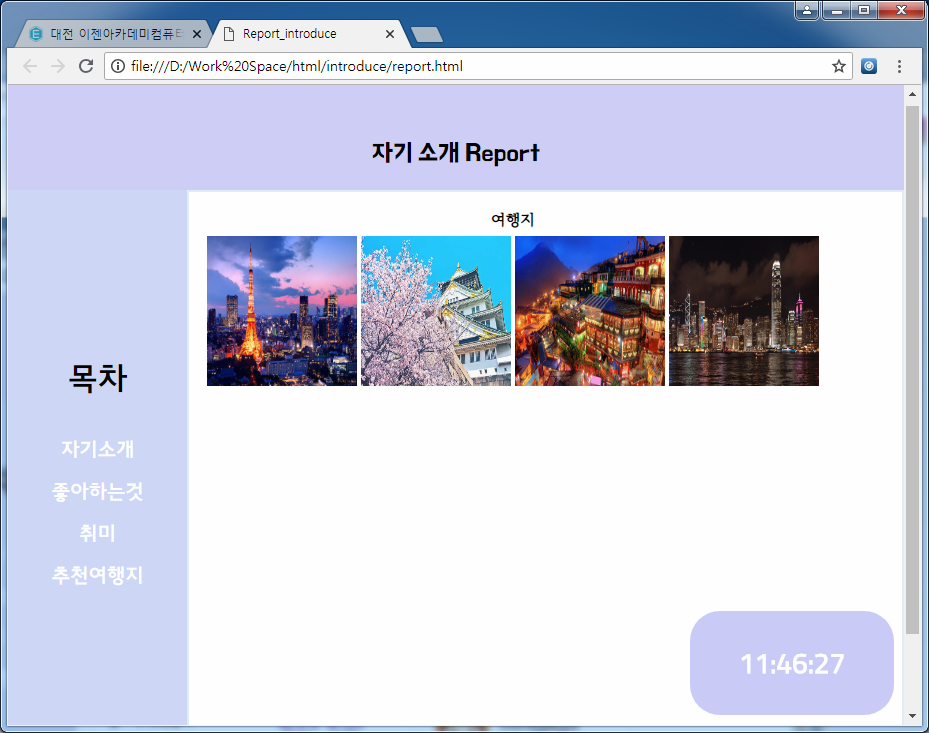 대전 이젠아카데미컴퓨터
Report_introduce
file:///D:/Work%20Space/html/introduce/report.html
자기 소개 Report
여행지
목차
자기소개
좋아하는것
취미
추천여행지
11:46:27